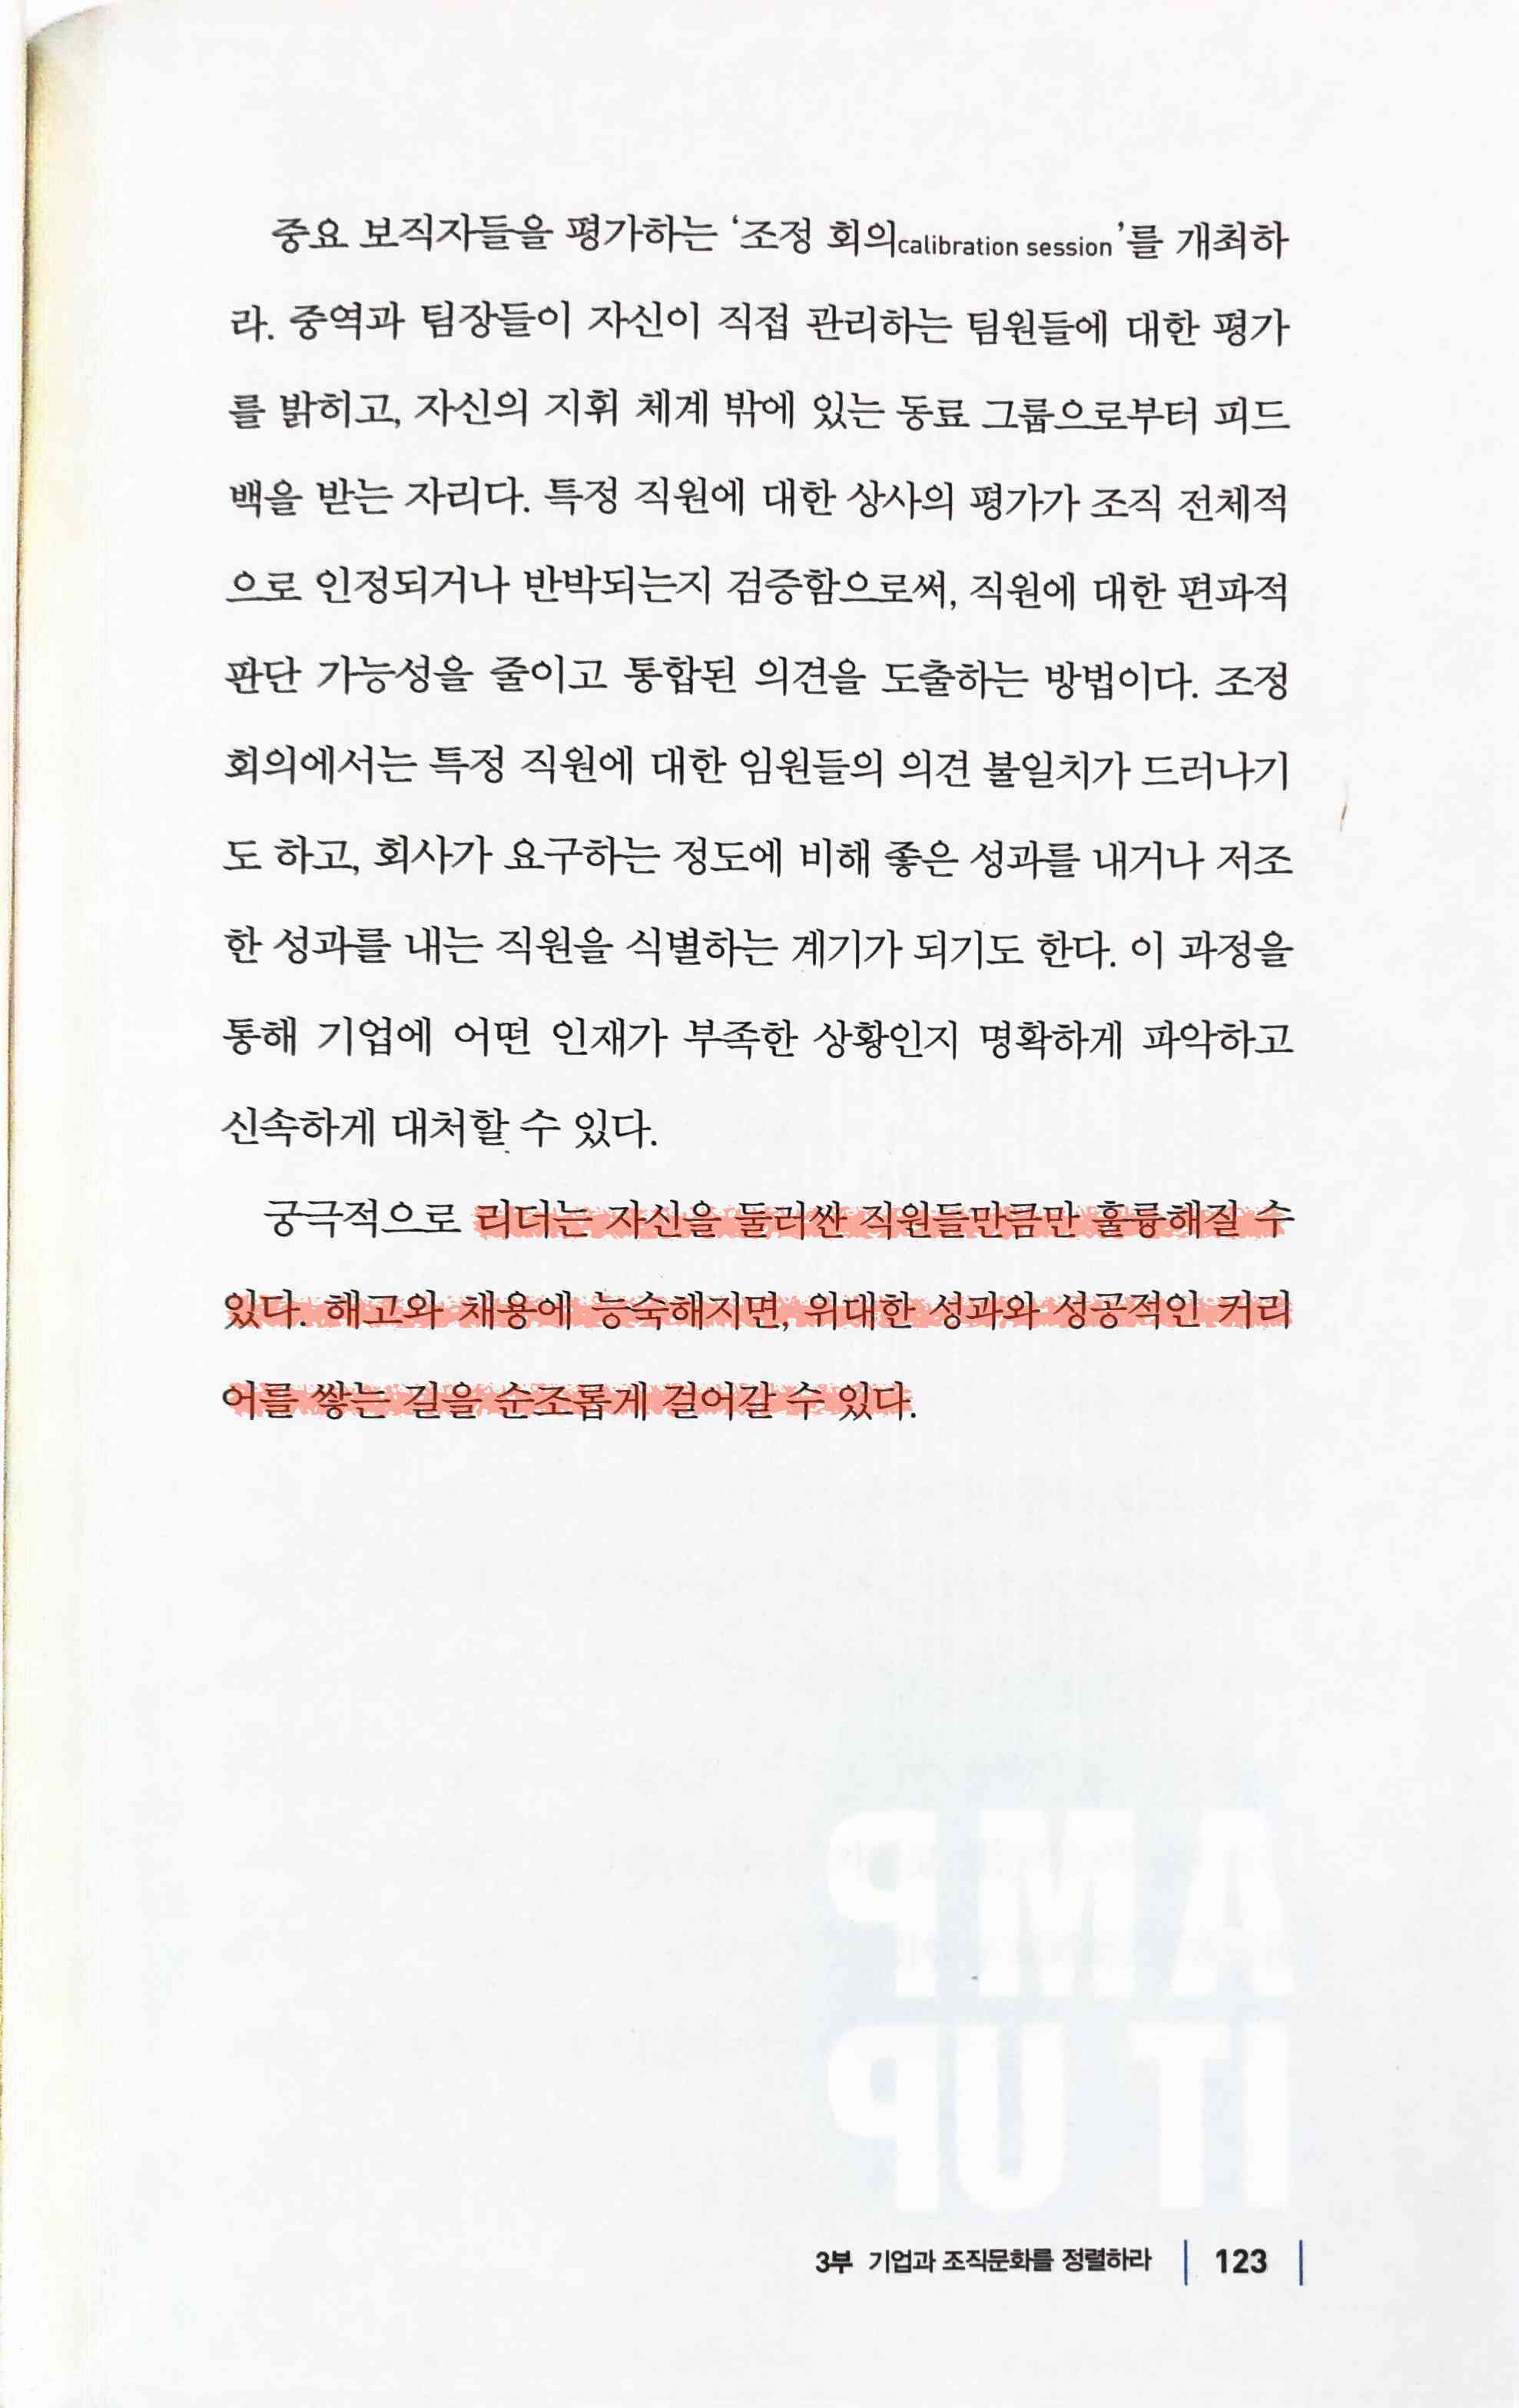 중요 보직자들을 평가하는 ‘조정 회의calibration session’를 개최하
라. 중역과 팀장들이 자신이 직접 관리하는 팀원들에 대한 평가
를 밝히고, 자신의 지휘 체계 밖에 있는 동료 그룹으로부터 피드
백을 받는 자리다. 특정 직원에 대한 상사의 평가가 조직 전체적
으로 인정되거나 반박되는지 검증함으로써, 직원에 대한 편파적
판단 가능성을 줄이고 통합된 의견을 도출하는 방법이다. 조정
회의에서는 특정 직원에 대한 임원들의 의견 불일치가 드러나기
도 하고, 회사가 요구하는 정도에 비해 좋은 성과를 내거나 저조
한 성과를 내는 직원을 식별하는 계기가 되기도 한다. 이 과정을
통해 기업에 어떤 인재가 부족한 상황인지 명확하게 파악하고
신속하게 대처할 수 있다.
궁극적으로 리더는 자신을 둘러싼 직원들만큼만 훌륭해질 수
있다. 해고와 채용에 능숙해지면, 위대한 성과와 성공적인 커리
어를 쌓는 길을 순조롭게 걸어갈 수 있다.
AMP
IT UP
3부 기업과 조직문화를 정렬하라 | 123 |